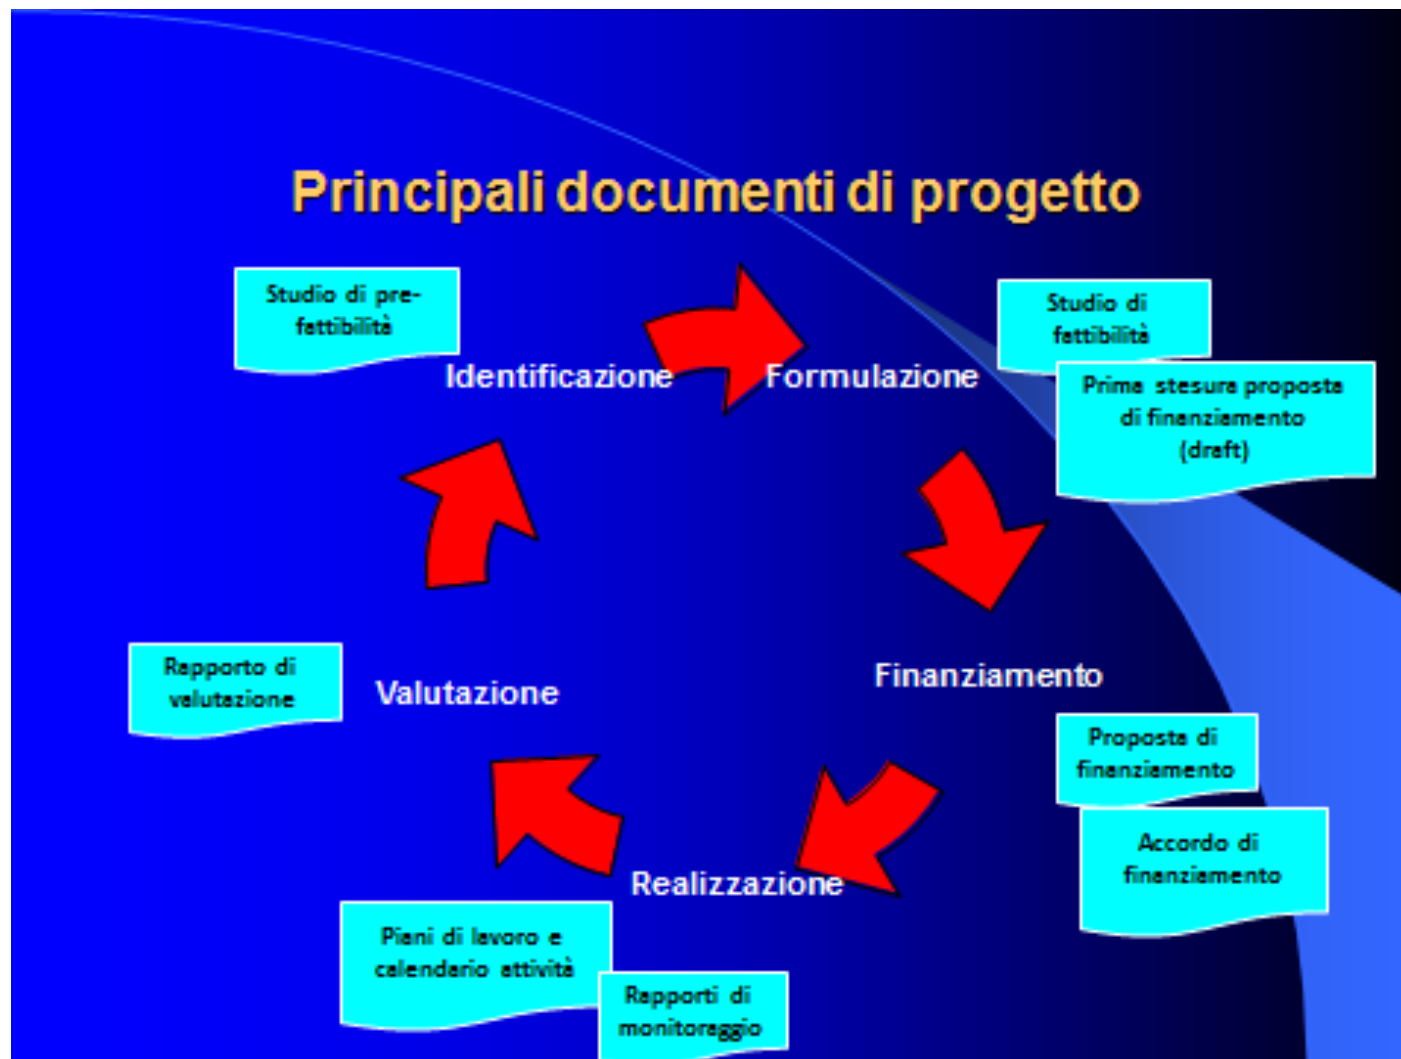 Principali documenti di progetto
Studio di pre-
fattibilità
Identificazione
Formulazione
Studio di
fattibilità
Prima stesura proposta
di finanziamento
(draft)
Finanziamento
Proposta di
finanziamento
Accordo di
finanziamento
Realizzazione
Piani di lavoro e
calendario attività
Rapporti di
monitoraggio
Valutazione
Rapporto di
valutazione